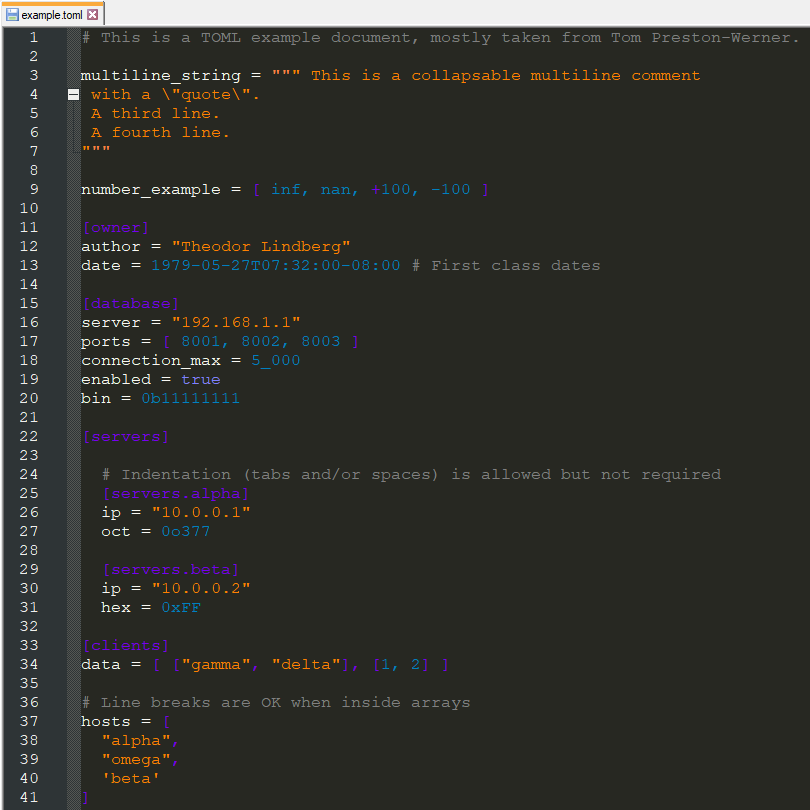 example.toml
1 # This is a TOML example document, mostly taken from Tom Preston-Werner.
2
3 multiline_string = """ This is a collapsable multiline comment
4 with a \"quote\".
5 A third line.
6 A fourth line.
7 """
8
9 number_example = [ inf, nan, +100, -100 ]
10
11 [owner]
12 author = "Theodor Lindberg"
13 date = 1979-05-27T07:32:00-08:00 # First class dates
14
15 [database]
16 server = "192.168.1.1"
17 ports = [ 8001, 8002, 8003 ]
18 connection_max = 5_000
19 enabled = true
20 bin = 0b11111111
21
22 [servers]
23
24 # Indentation (tabs and/or spaces) is allowed but not required
25 [servers.alpha]
26 ip = "10.0.0.1"
27 oct = 0o377
28
29 [servers.beta]
30 ip = "10.0.0.2"
31 hex = 0xFF
32
33 [clients]
34 data = [ ["gamma", "delta"], [1, 2] ]
35
36 # Line breaks are OK when inside arrays
37 hosts = [
38 "alpha",
39 "omega",
40 'beta'
41 ]